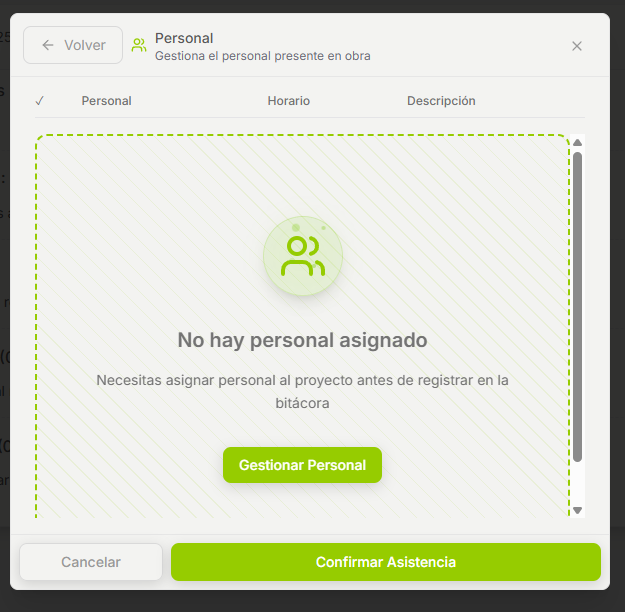 Volver
Personal
Gestiona el personal presente en obra
✓ Personal Horario Descripción
No hay personal asignado
Necesitas asignar personal al proyecto antes de registrar en la
bitácora
Gestionar Personal
Cancelar
Confirmar Asistencia